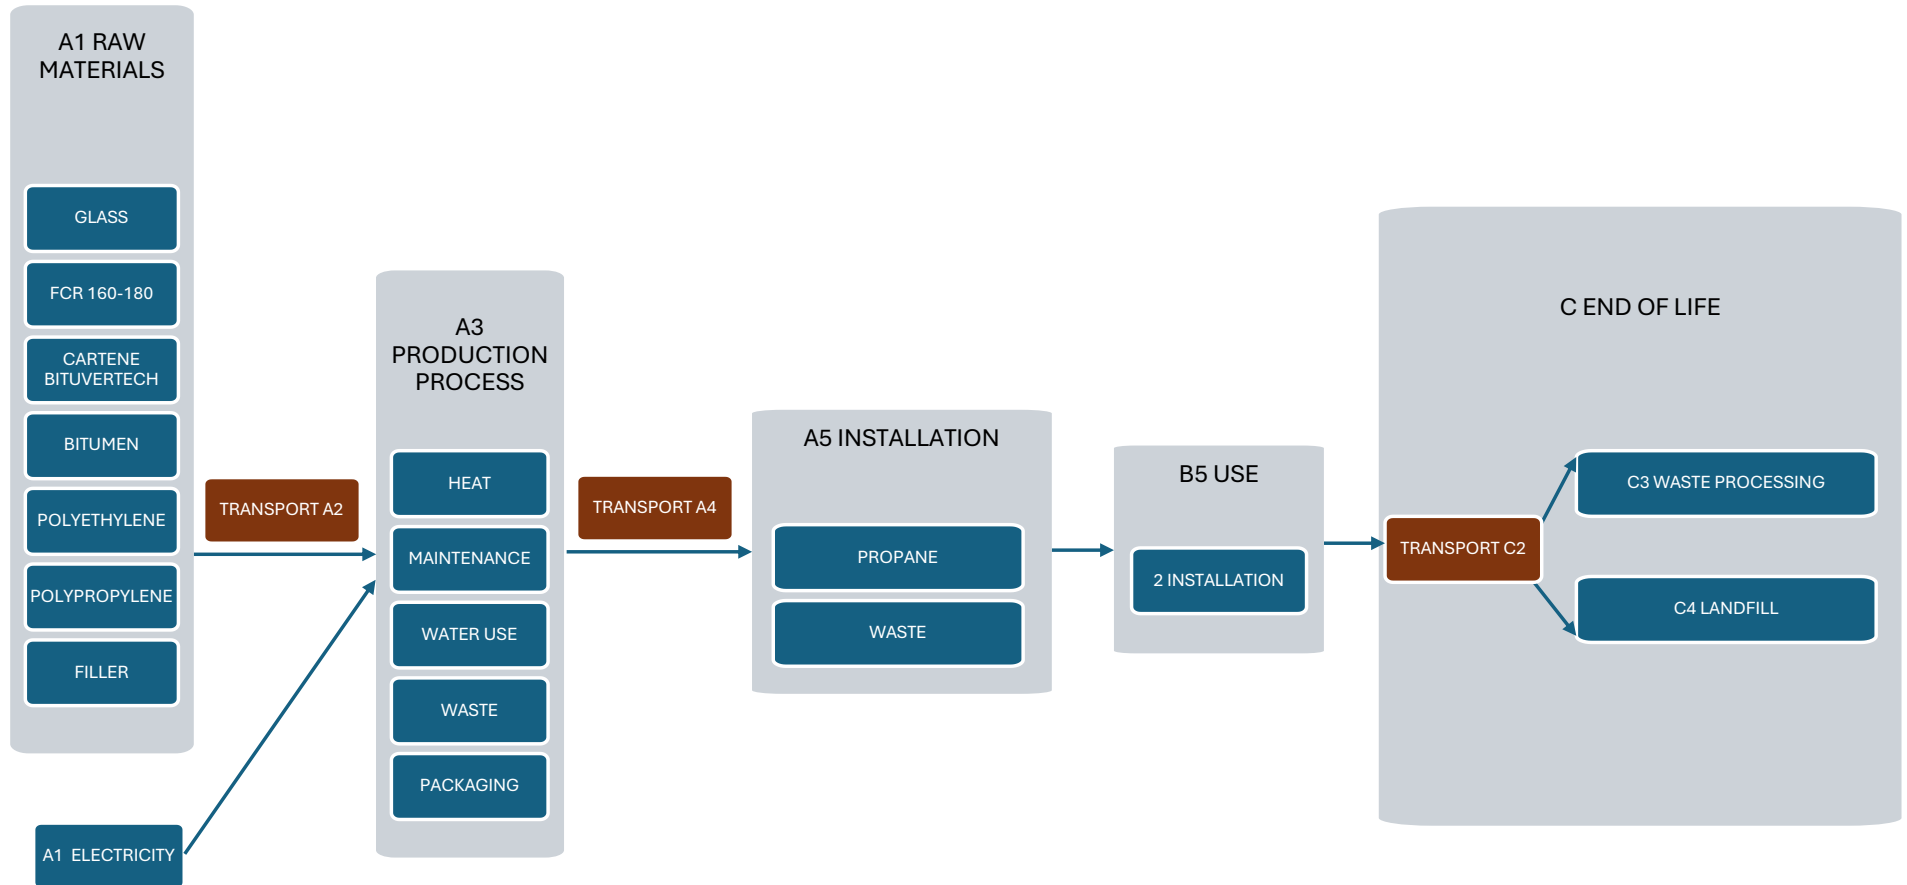 A1 RAW
MATERIALS
GLASS
FCR 160-180
CARTENE
BITUVERTECH
BITUMEN
POLYETHYLENE
POLYPROPYLENE
FILLER
A1 ELECTRICITY
TRANSPORT A2
A3
PRODUCTION
PROCESS
HEAT
MAINTENANCE
WATER USE
WASTE
PACKAGING
TRANSPORT A4
A5 INSTALLATION
PROPANE
WASTE
B5 USE
2 INSTALLATION
C END OF LIFE
TRANSPORT C2
C3 WASTE PROCESSING
C4 LANDFILL